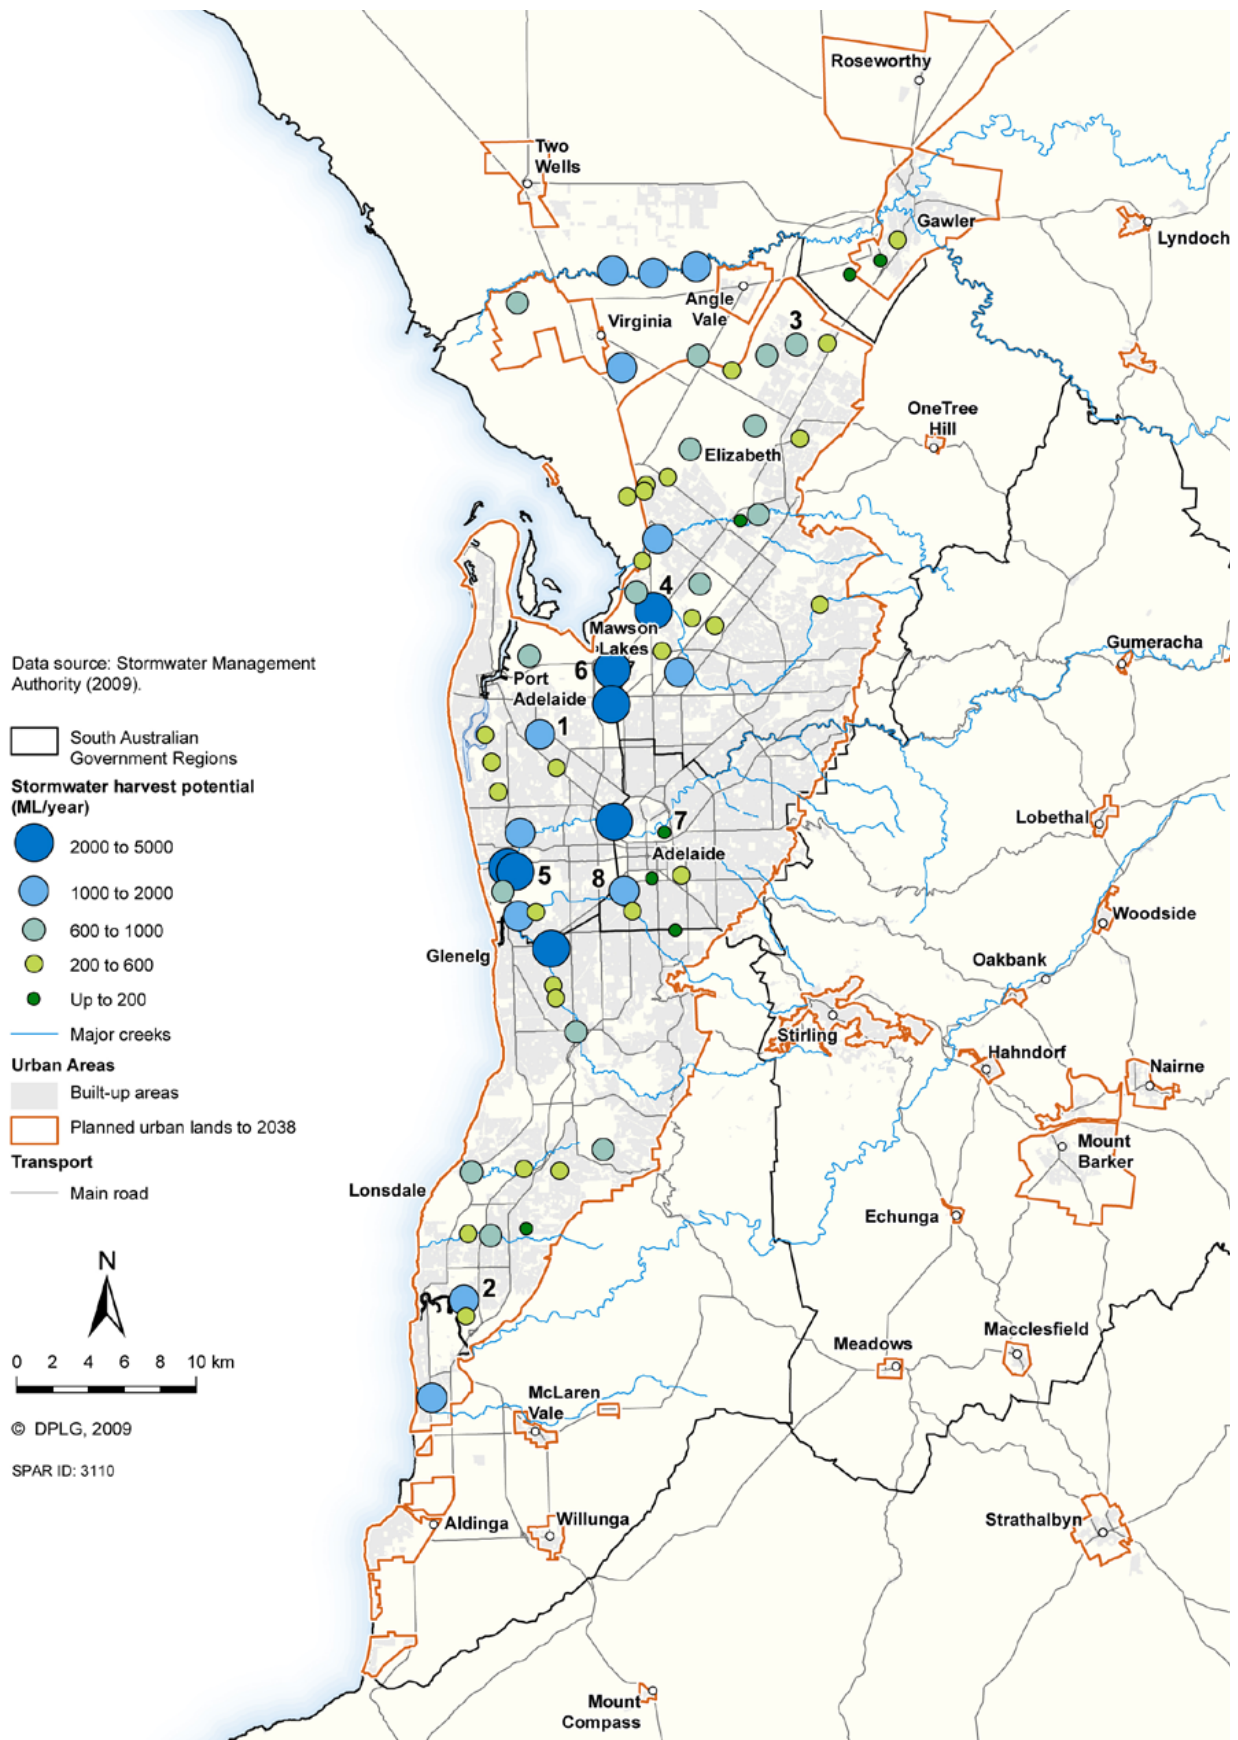 Roseworthy
Two
Wells
Gawler
Lyndoch
Angle
Vale
Virginia
3
OneTree
Hill
Elizabeth
4
Mawson
Lakes
Gumeracha
6
Port
Adelaide
1
Data source: Stormwater Management
Authority (2009).
South Australian
Government Regions
Stormwater harvest potential
(ML/year)
2000 to 5000
1000 to 2000
600 to 1000
200 to 600
Up to 200
Major creeks
Urban Areas
Built-up areas
Planned urban lands to 2038
Transport
Main road
N
0 2 4 6 8 10 km
© DPLG, 2009
SPAR ID: 3110
7
Lobethal
Adelaide
5
8
Woodside
Glenelg
Oakbank
Stirling
Hahndorf
Nairne
Mount
Barker
Lonsdale
Echunga
2
Meadows
Macclesfield
McLaren
Vale
Aldinga
Willunga
Strathalbyn
Mount
Compass